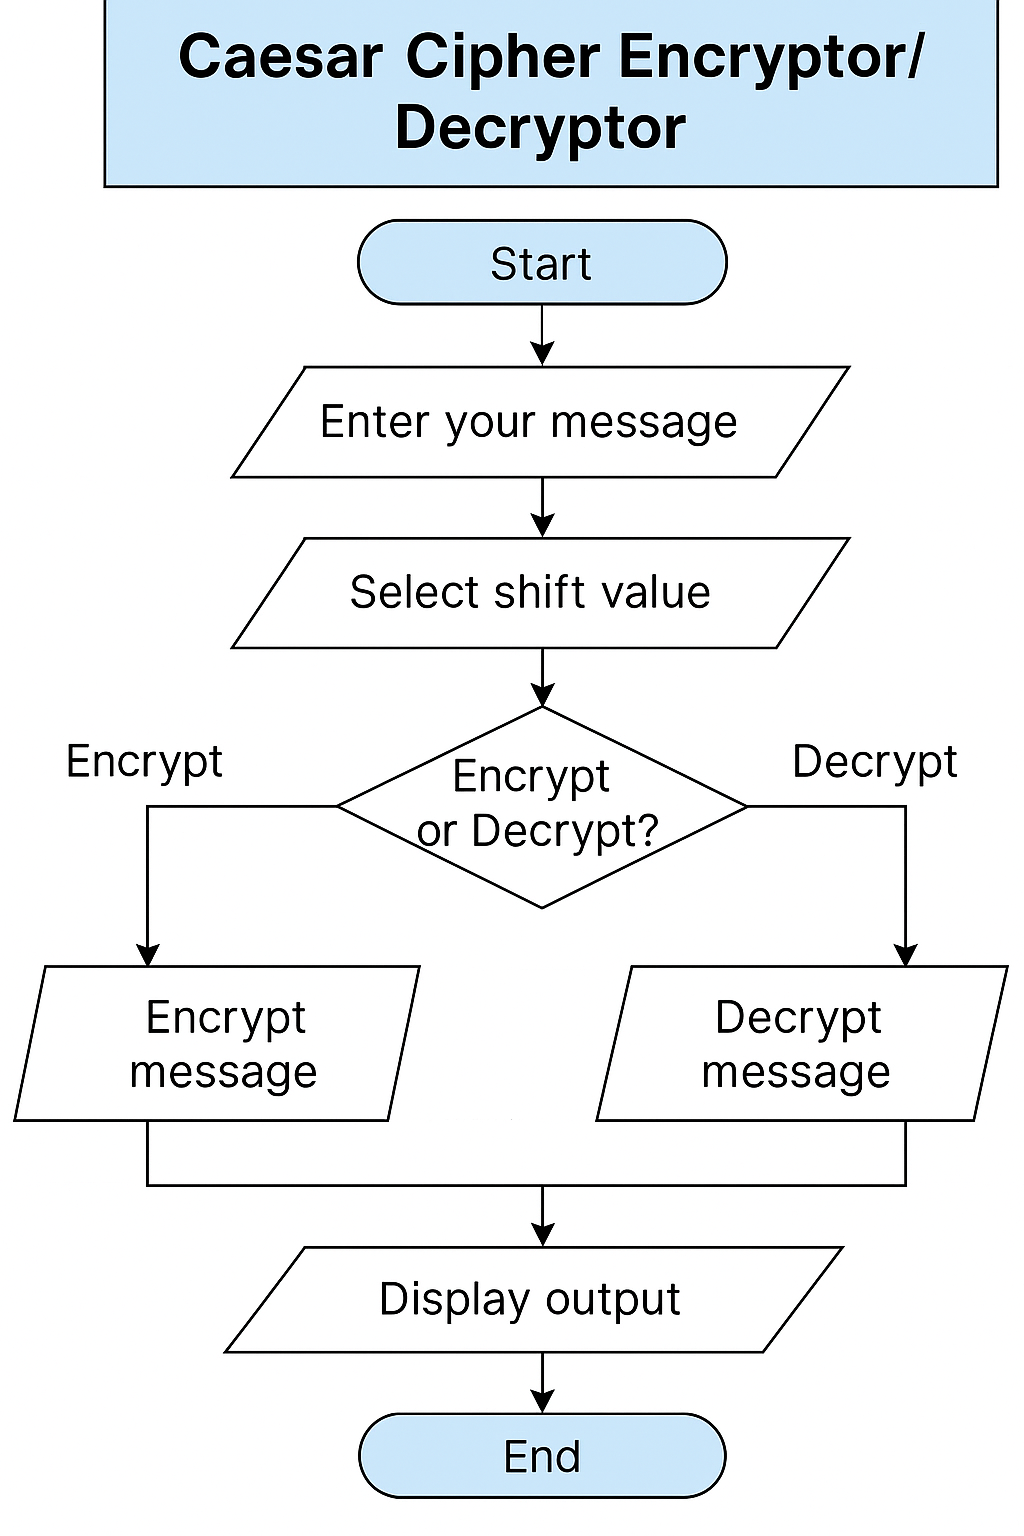 Caesar Cipher Encryptor/
Decryptor
Start
Enter your message
Select shift value
Encrypt
Decrypt
Encrypt
or Decrypt?
Encrypt
message
Decrypt
message
Display output
End